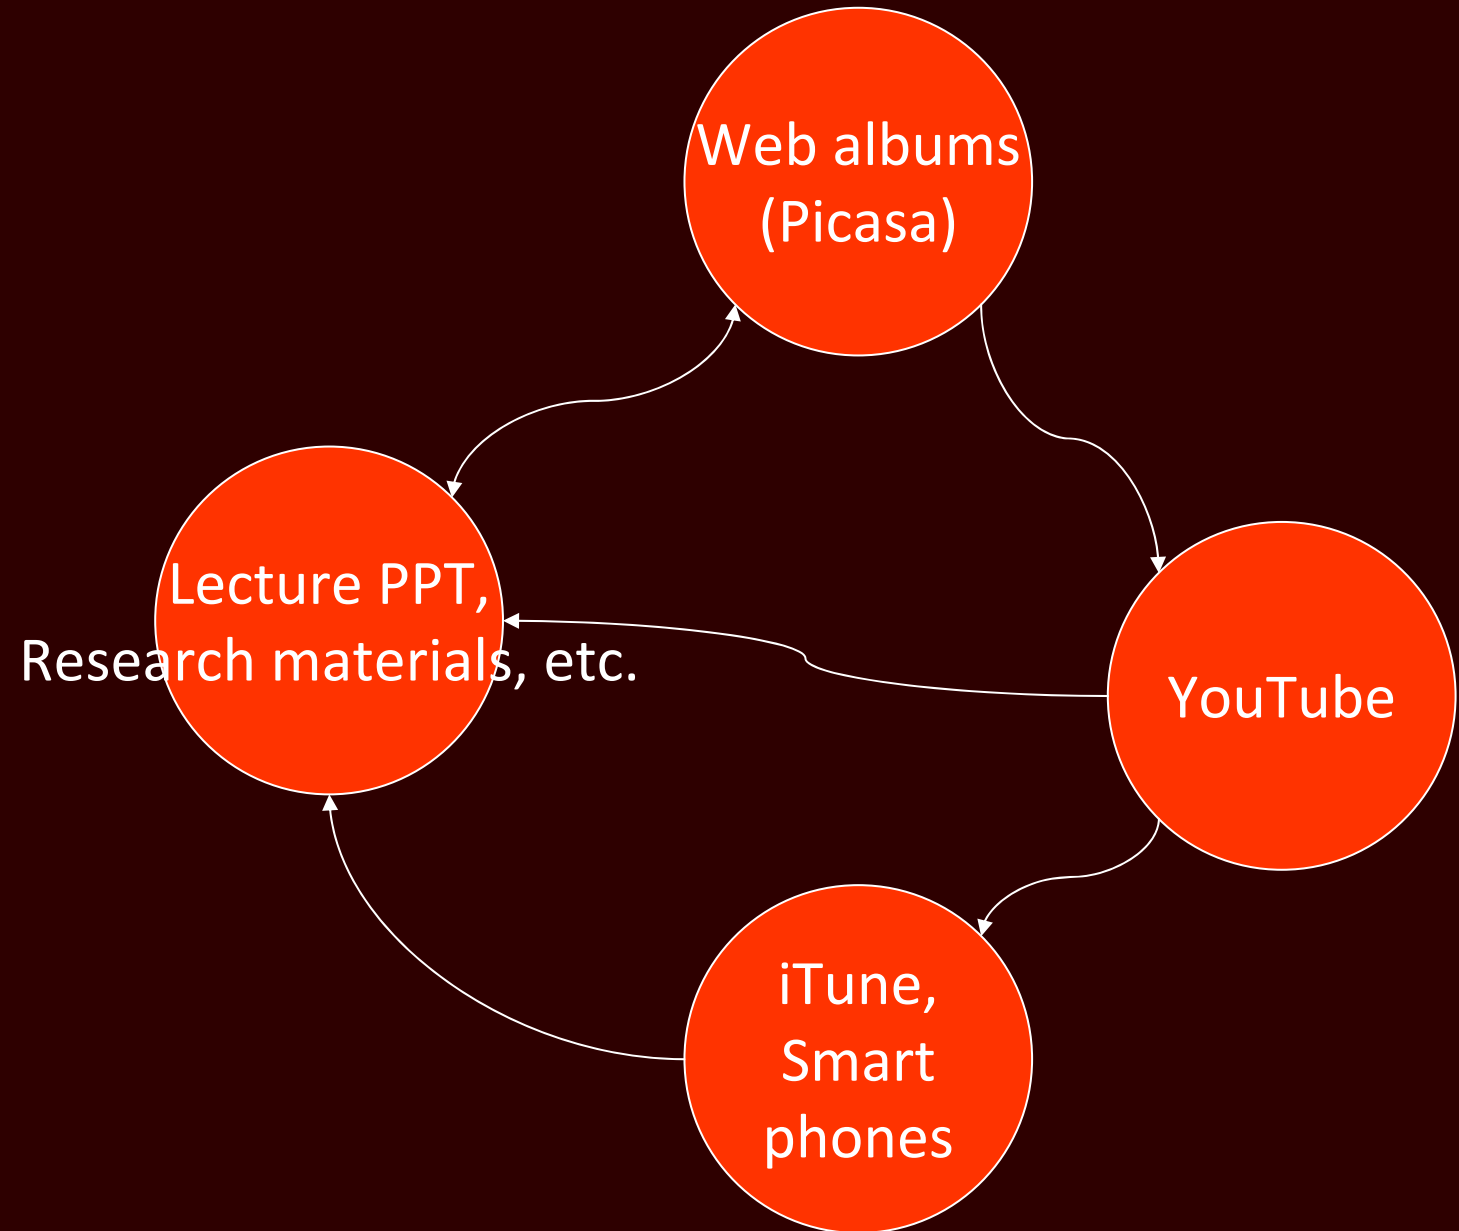 Web albums
(Picasa)
Lecture PPT,
Research materials, etc.
YouTube
iTune,
Smart
phones